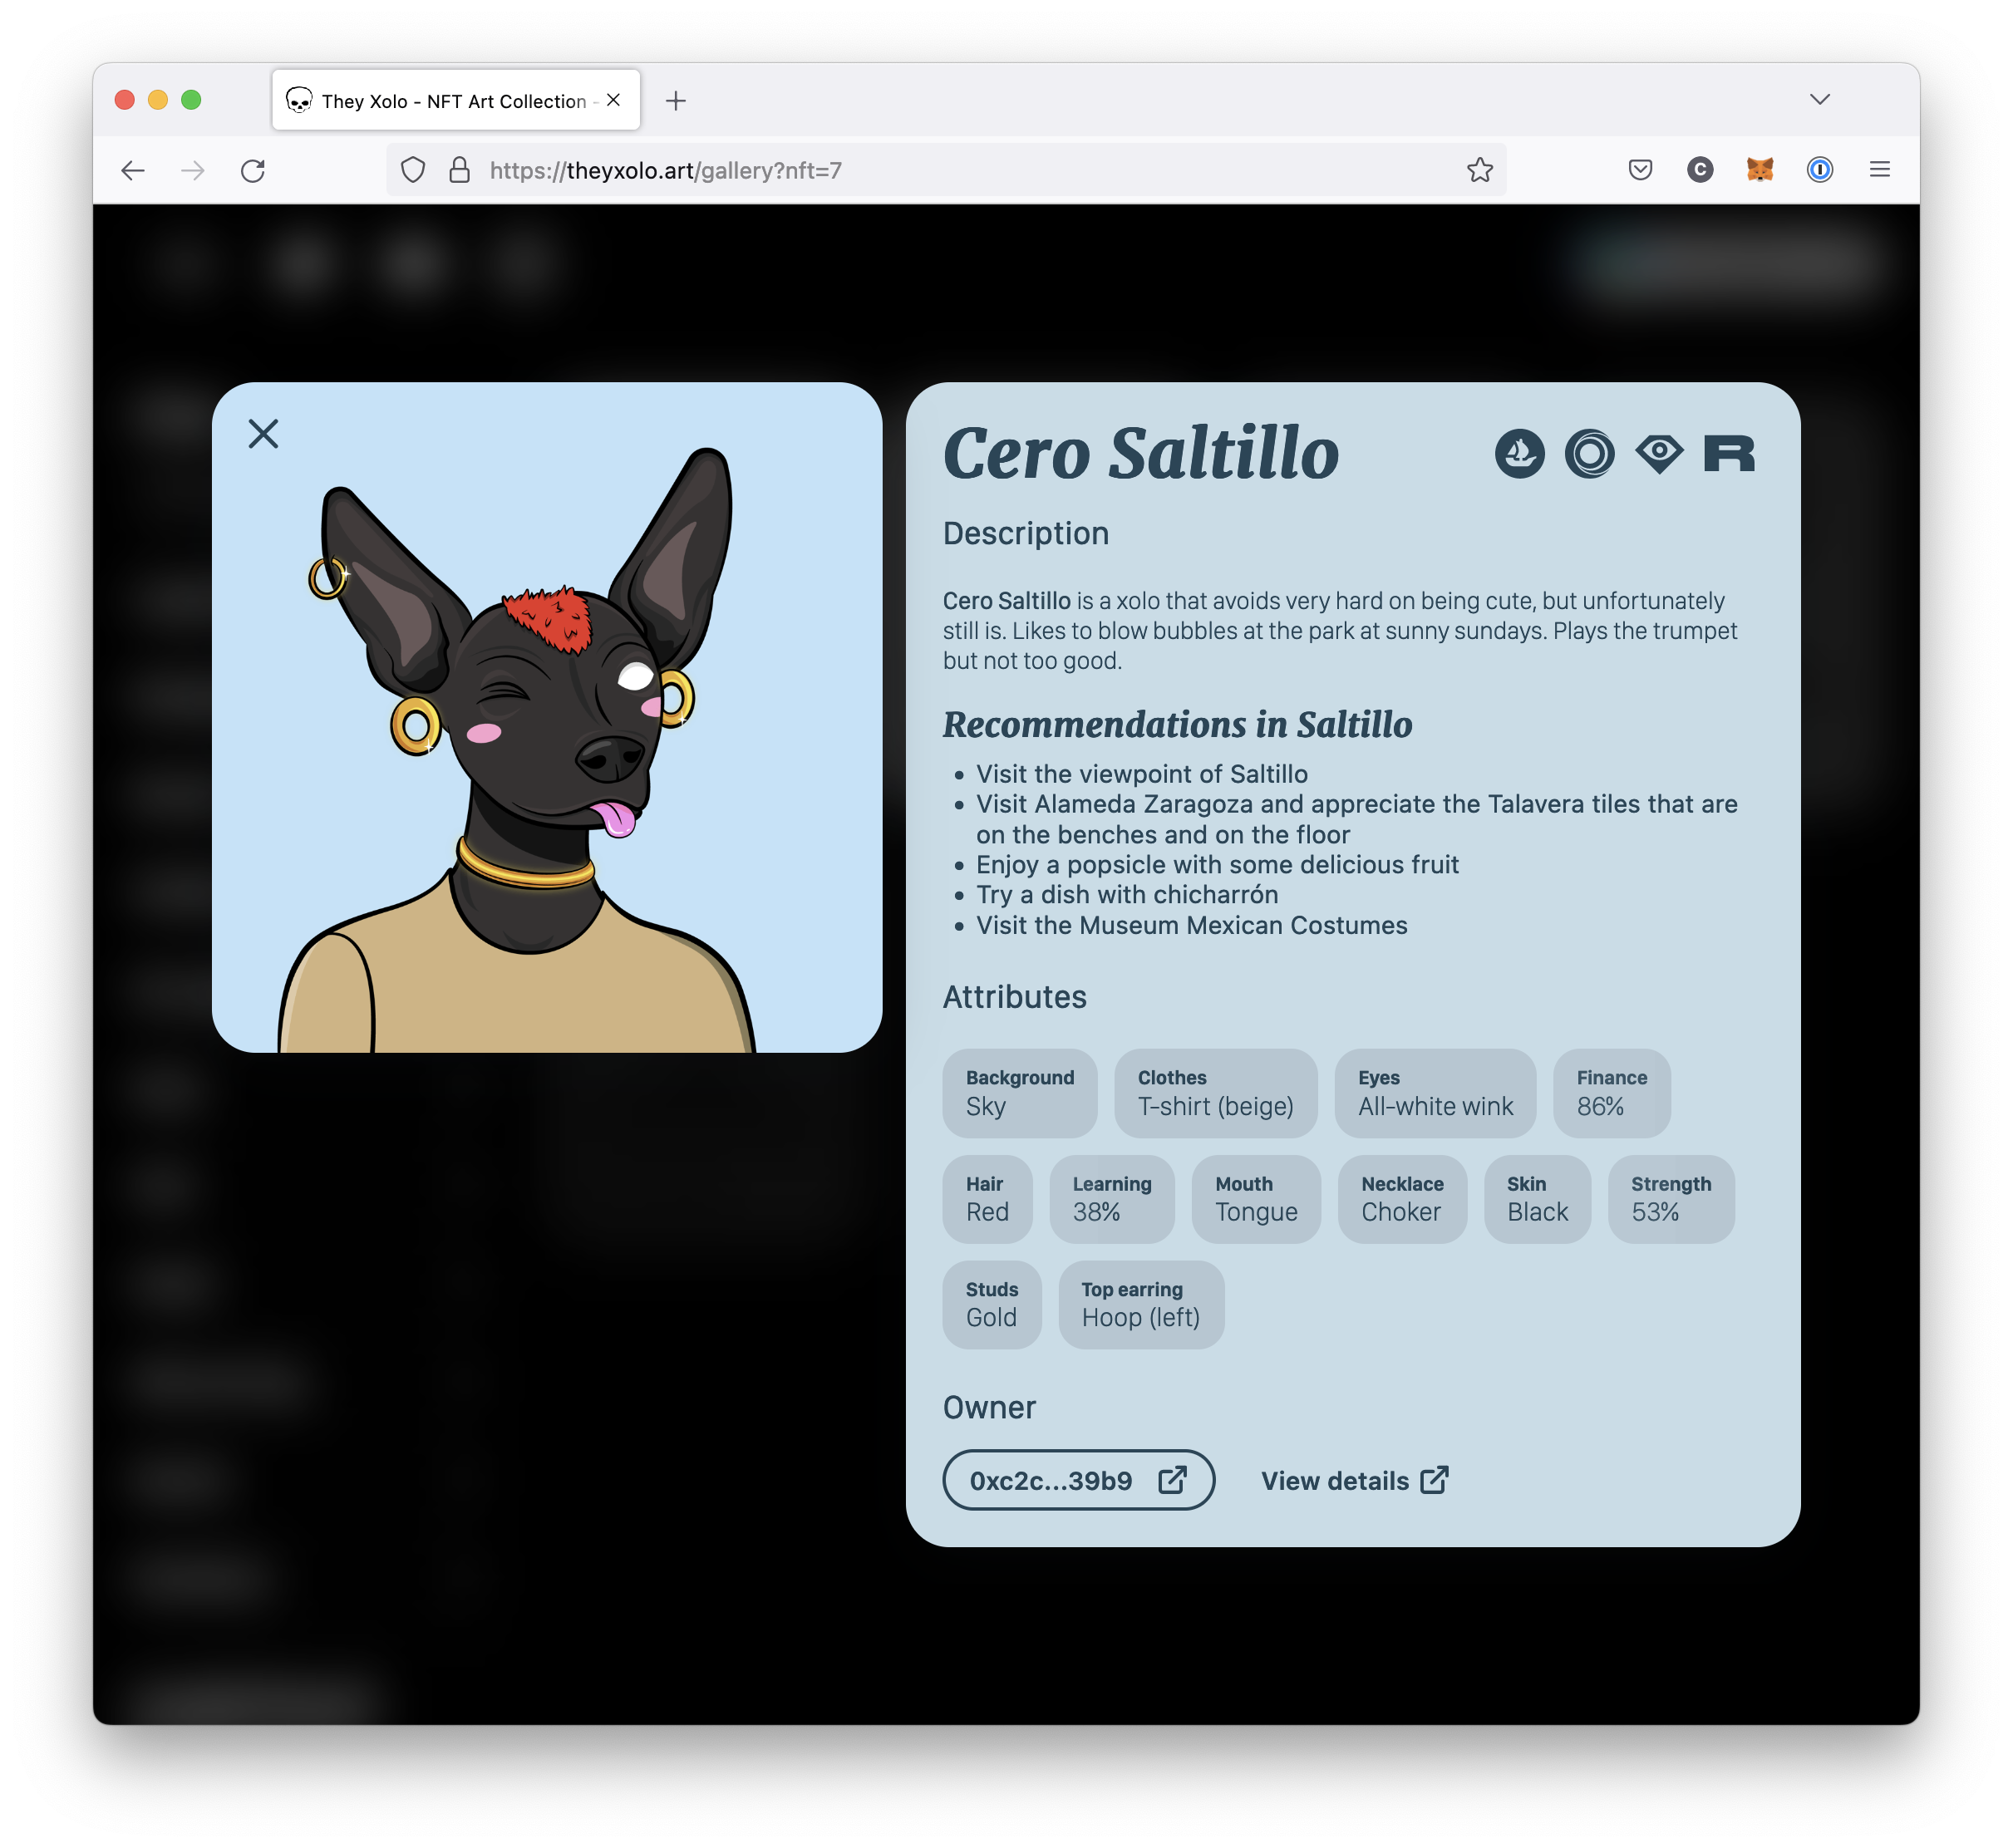 They Xolo - NFT Art Collection -
https://theyxolo.art/gallery?nft=7
C
Cero Saltillo
R
Description
Cero Saltillo is a xolo that avoids very hard on being cute, but unfortunately
still is. Likes to blow bubbles at the park at sunny sundays. Plays the trumpet
but not too good.
Recommendations in Saltillo
• Visit the viewpoint of Saltillo
• Visit Alameda Zaragoza and appreciate the Talavera tiles that are
on the benches and on the floor
• Enjoy a popsicle with some delicious fruit
• Try a dish with chicharrón
• Visit the Museum Mexican Costumes
Attributes
Background Clothes Eyes Finance
Sky T-shirt (beige) All-white wink 86%
Hair Learning Mouth Necklace Skin Strength
Red 38% Tongue Choker Black 53%
Studs Top earring
Gold Hoop (left)
Owner
0xc2c...39b9 View details